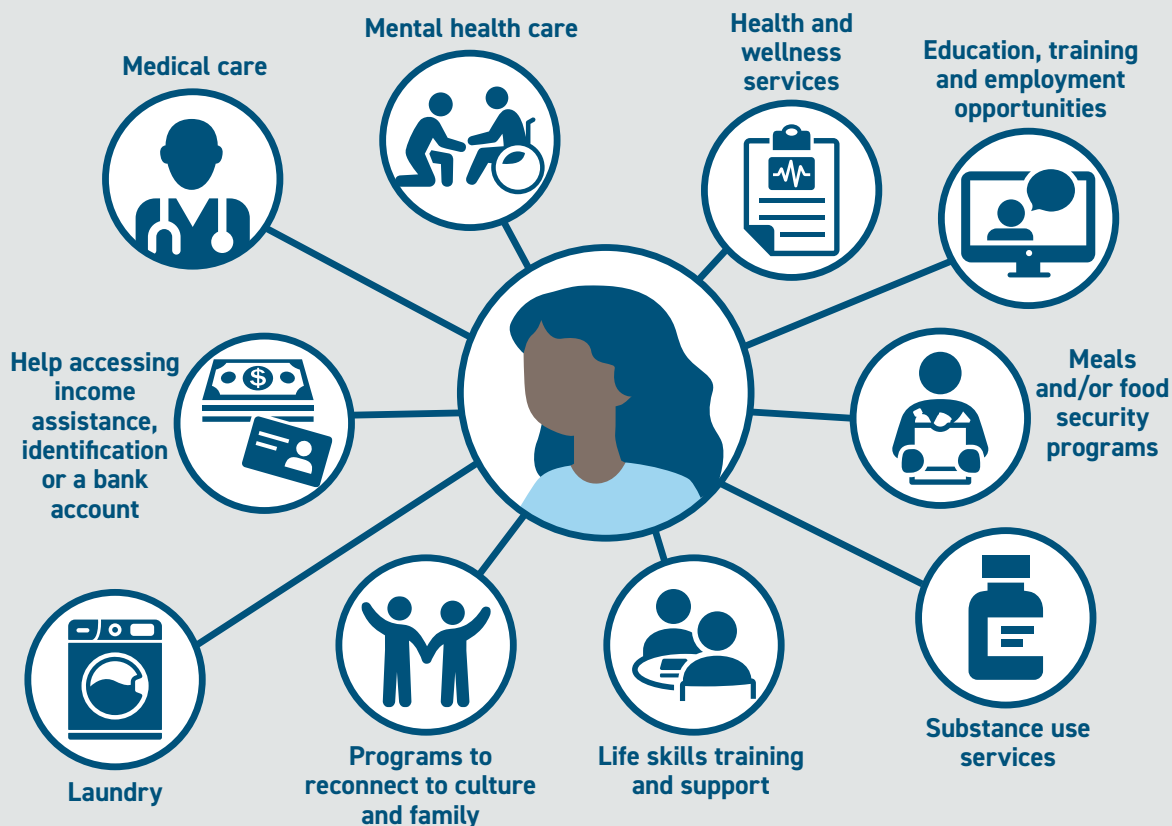 Medical care
Mental health care
Health and
wellness
services
Education, training
and employment
opportunities
Help accessing
income
assistance,
identification
or a bank
account
$
Meals
and/or food
security
programs
Laundry
Programs to
reconnect to culture
and family
Life skills training
and support
Substance use
services